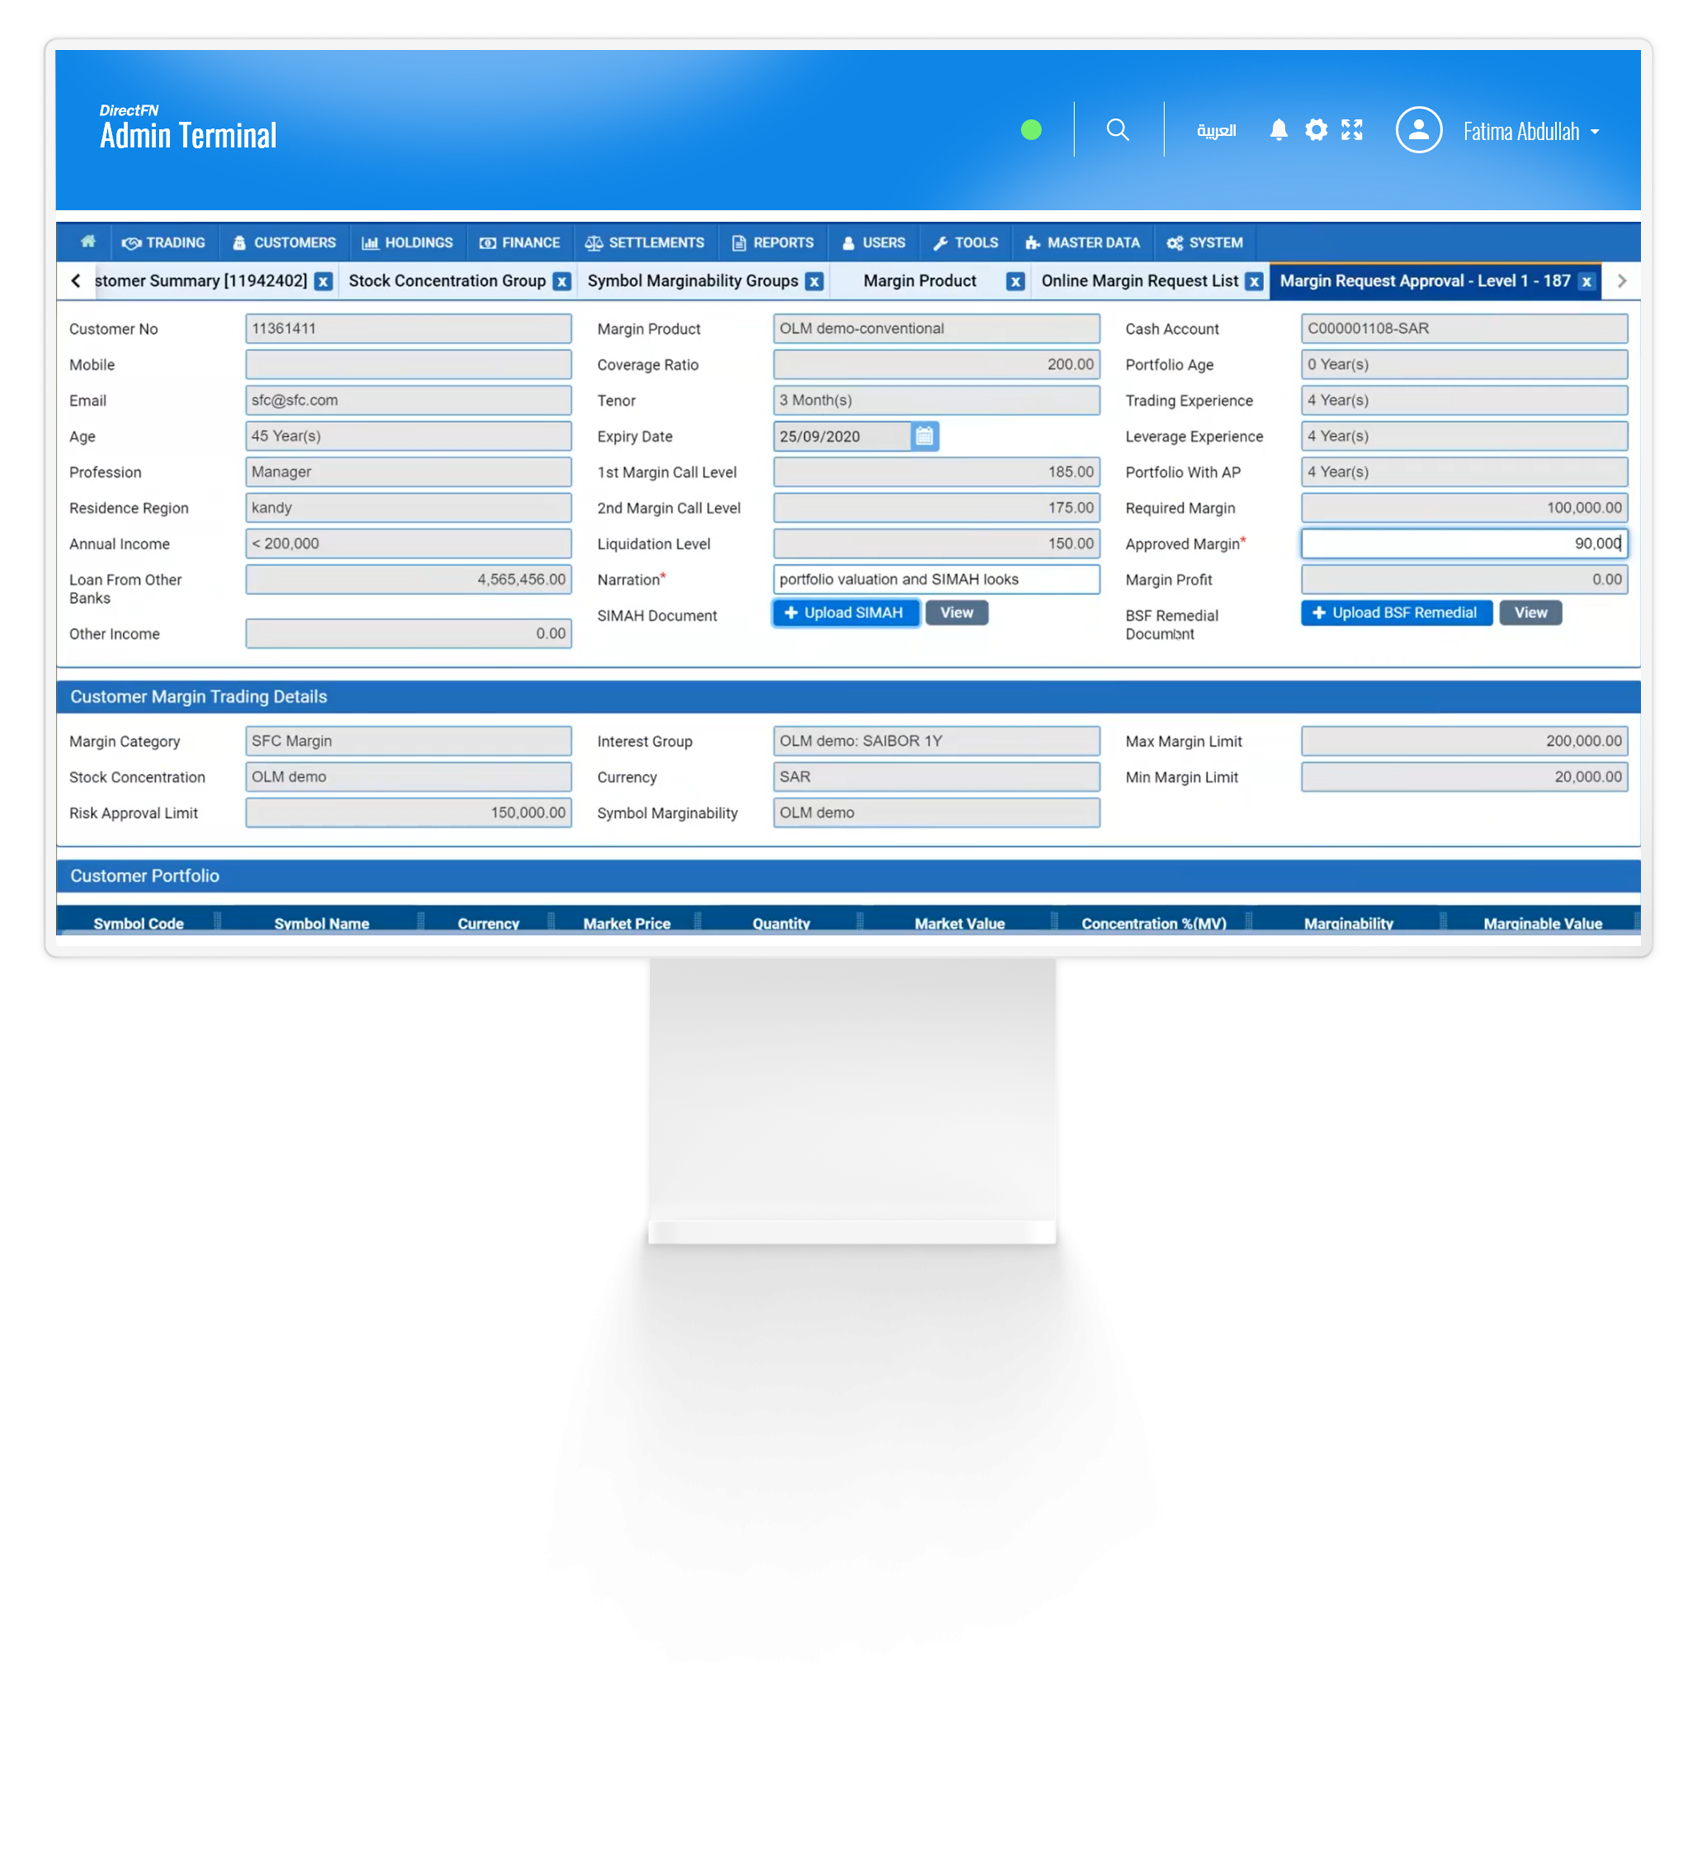 DirectFN
Admin Terminal
العربية
Fatima Abdullah
TRADING CUSTOMERS HOLDINGS FINANCE SETTLEMENTS REPORTS USERS TOOLS MASTER DATA SYSTEM
stomer Summary [11942402] x Stock Concentration Group x Symbol Marginability Groups x Margin Product x Online Margin Request List x Margin Request Approval - Level 1 - 187 x
Customer No 11361411 Margin Product OLM demo-conventional Cash Account C000001108-SAR
Mobile Coverage Ratio 200.00 Portfolio Age 0 Year(s)
Email sfc@sfc.com Tenor 3 Month(s) Trading Experience 4 Year(s)
Age 45 Year(s) Expiry Date 25/09/2020 Leverage Experience 4 Year(s)
Profession Manager 1st Margin Call Level 185.00 Portfolio With AP 4 Year(s)
Residence Region kandy 2nd Margin Call Level 175.00 Required Margin 100,000.00
Annual Income < 200,000 Liquidation Level 150.00 Approved Margin* 90,000
Loan From Other Banks 4,565,456.00 Narration* portfolio valuation and SIMAH looks Margin Profit 0.00
SIMAH Document + Upload SIMAH View BSF Remedial Document + Upload BSF Remedial View
Other Income 0.00
Customer Margin Trading Details
Margin Category SFC Margin Interest Group OLM demo: SAIBOR 1Y Max Margin Limit 200,000.00
Stock Concentration OLM demo Currency SAR Min Margin Limit 20,000.00
Risk Approval Limit 150,000.00 Symbol Marginability OLM demo
Customer Portfolio
Symbol Code Symbol Name Currency Market Price Quantity Market Value Concentration %(MV) Marginability Marginable Value